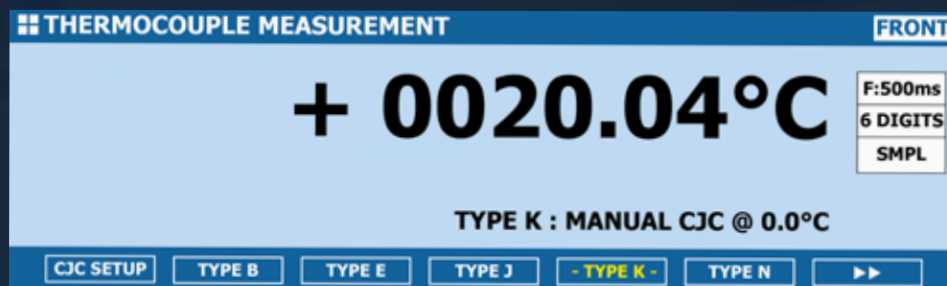 THERMOCOUPLE MEASUREMENT
FRONT
+ 0020.04°C
F:500ms
6 DIGITS
SMPL
TYPE K : MANUAL CJC @ 0.0°C
CJC SETUP TYPE B TYPE E TYPE J - TYPE K - TYPE N ▶▶